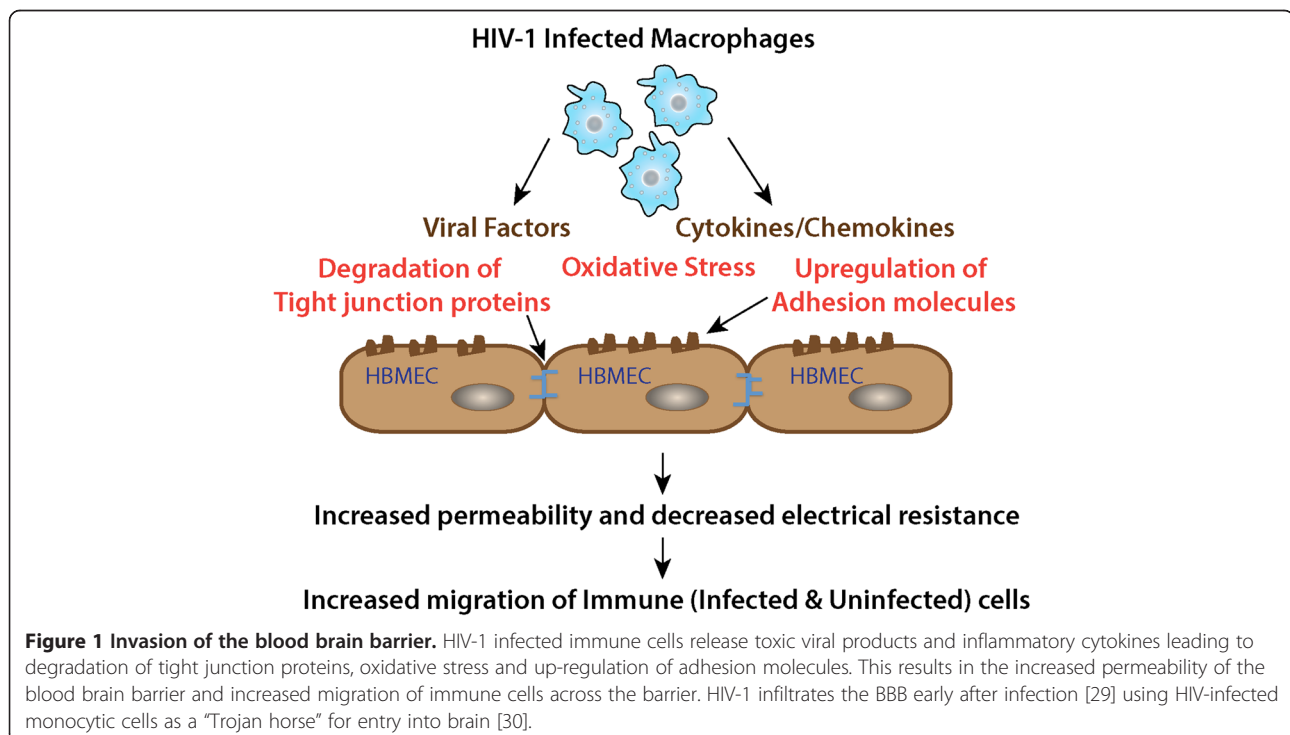 HIV-1 Infected Macrophages
Viral Factors
Cytokines/Chemokines
Degradation of
Tight junction proteins
Oxidative Stress
Upregulation of
Adhesion molecules
HBMEC
HBMEC
HBMEC
Increased permeability and decreased electrical resistance
Increased migration of Immune (Infected & Uninfected) cells
Figure 1 Invasion of the blood brain barrier. HIV-1 infected immune cells release toxic viral products and inflammatory cytokines leading to
degradation of tight junction proteins, oxidative stress and up-regulation of adhesion molecules. This results in the increased permeability of the
blood brain barrier and increased migration of immune cells across the barrier. HIV-1 infiltrates the BBB early after infection [29] using HIV-infected
monocytic cells as a “Trojan horse” for entry into brain [30].